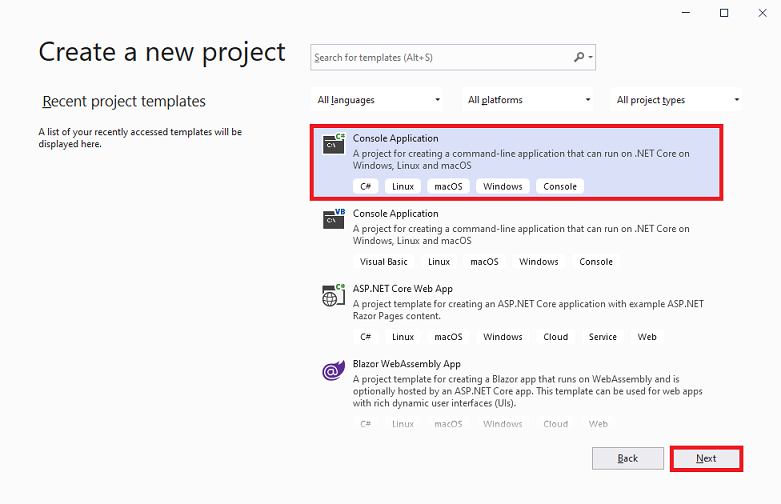 Create a new project
Search for templates (Alt+S)
Recent project templates
A list of your recently accessed templates will
be displayed here.
All languages
All platforms
All project types
C#
C:\
Console Application
A project for creating a command-line application that can run on .NET Core on
Windows, Linux and macOS
C# Linux macOS Windows Console
VB
C:\
Console Application
A project for creating a command-line application that can run on .NET Core on
Windows, Linux and macOS
Visual Basic Linux macOS Windows Console
C#
ASP.NET Core Web App
A project template for creating an ASP.NET Core application with example ASP.NET
Razor Pages content.
C# Linux macOS Windows Cloud Service Web
Blazor WebAssembly App
A project template for creating a Blazor app that runs on WebAssembly and is
optionally hosted by an ASP.NET Core app. This template can be used for web apps
with rich dynamic user interfaces (UIs).
C# Linux macOS Windows Cloud Web
Back
Next